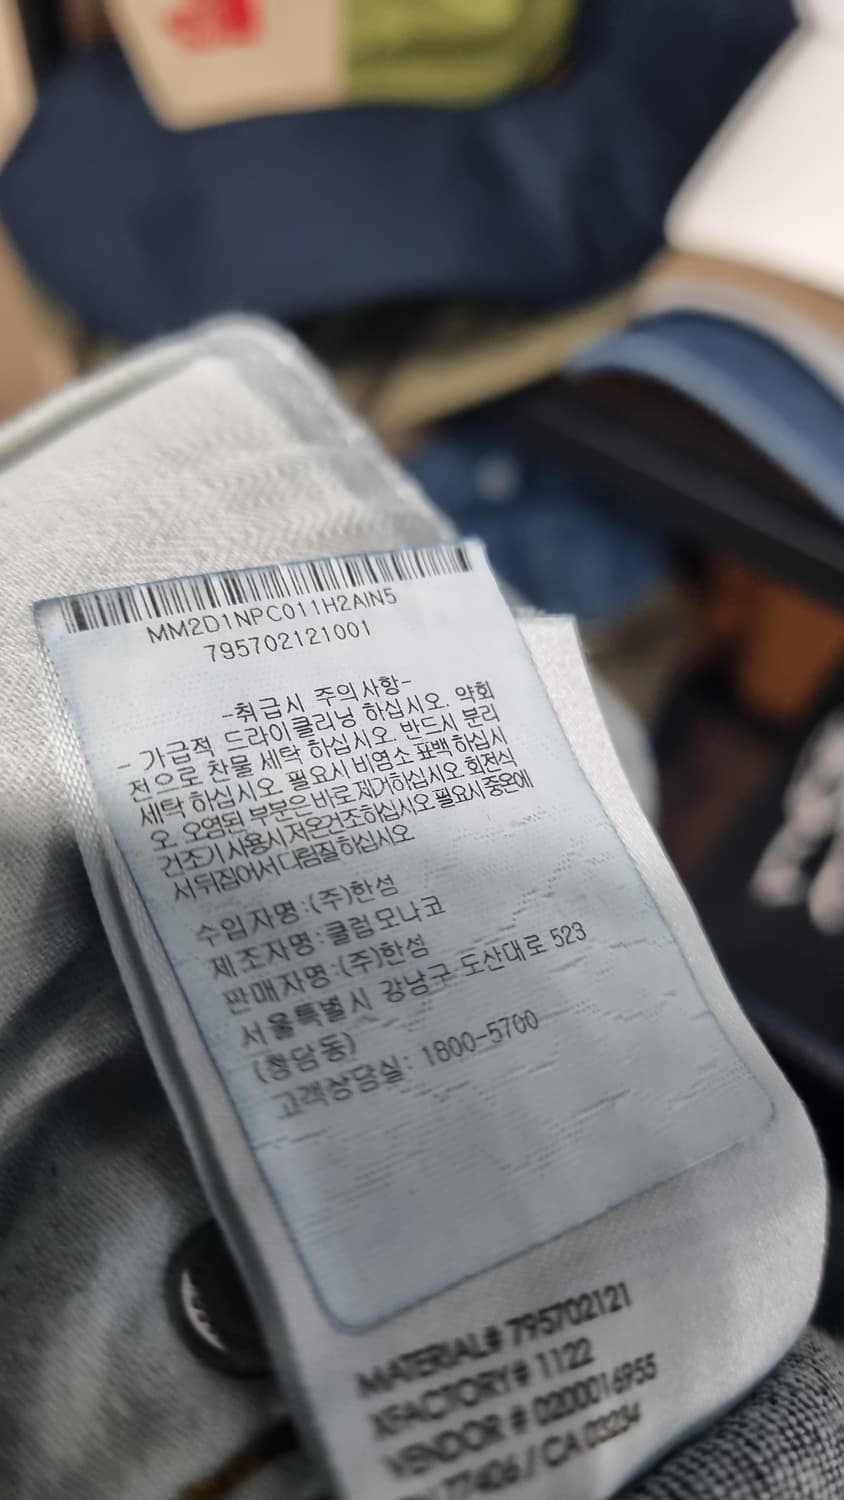 MM2D1NPC011H2AIN5
795702121001
-취급시 주의사항-
- 가급적 드라이클리닝 하십시오. 약회
전으로 찬물 세탁 하십시오. 반드시 분리
세탁 하십시오. 필요시 비염소 표백 하십시
오. 오염된 부분은 바로 제거하십시오. 회전식
건조기 사용시 저온건조하십시오. 필요시 중온에
서 뒤집어서 다림질 하십시오
수입자명:(주)한섬
제조자명:클럽모나코
판매자명:(주)한섬
서울특별시 강남구 도산대로 523
(청담동)
고객상담실: 1800-5700
MATERIAL# 795702121
XFACTORY# 1122
VENDOR # 0200016955
77406 / CA 03234